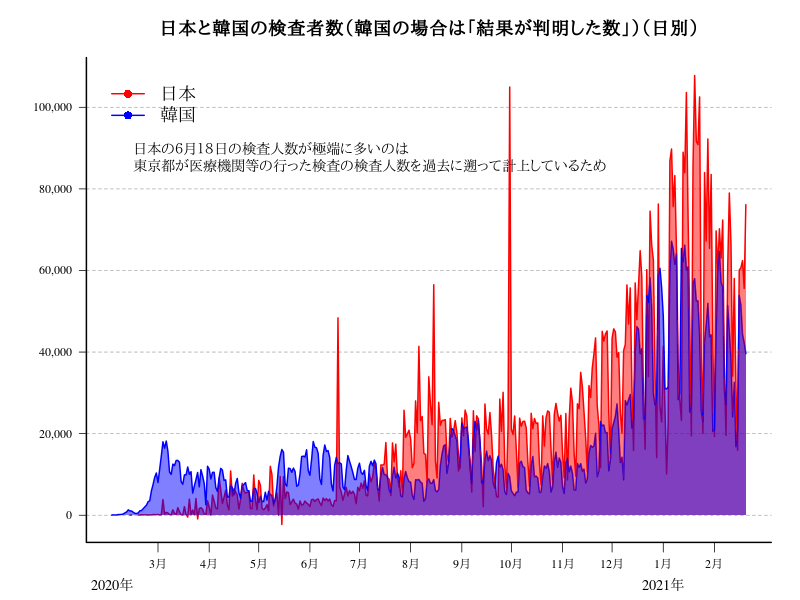 日本と韓国の検査者数（韓国の場合は「結果が判明した数」）（日別）
日本
韓国
日本の6月18日の検査人数が極端に多いのは
東京都が医療機関等の行った検査の検査人数を過去に遡って計上しているため
100,000
80,000
60,000
40,000
20,000
0
3月 4月 5月 6月 7月 8月 9月 10月 11月 12月 1月 2月
2020年 2021年